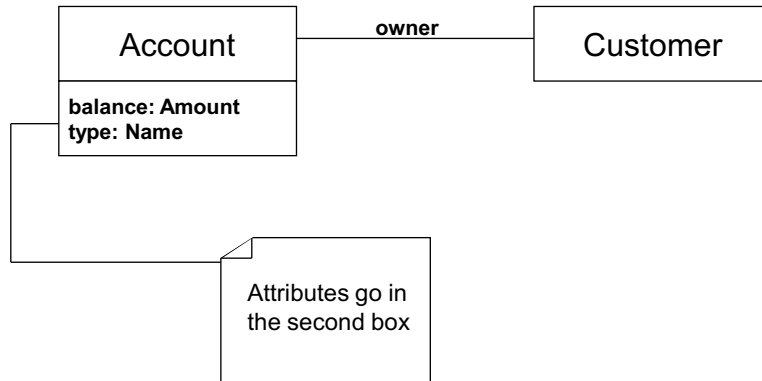 Account
owner
Customer
balance: Amount
type: Name
Attributes go in
the second box